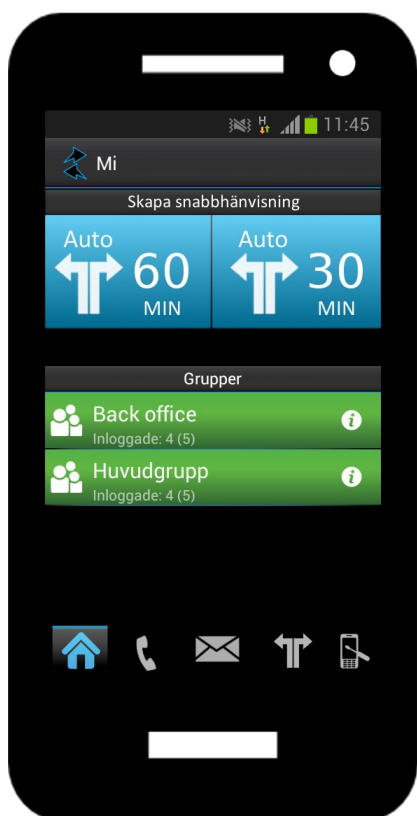 H 11:45
Mi
Skapa snabbhänvisning
Auto 60 MIN
Auto 30 MIN
Grupper
Back office
Inloggade: 4 (5)
Huvudgrupp
Inloggade: 4 (5)